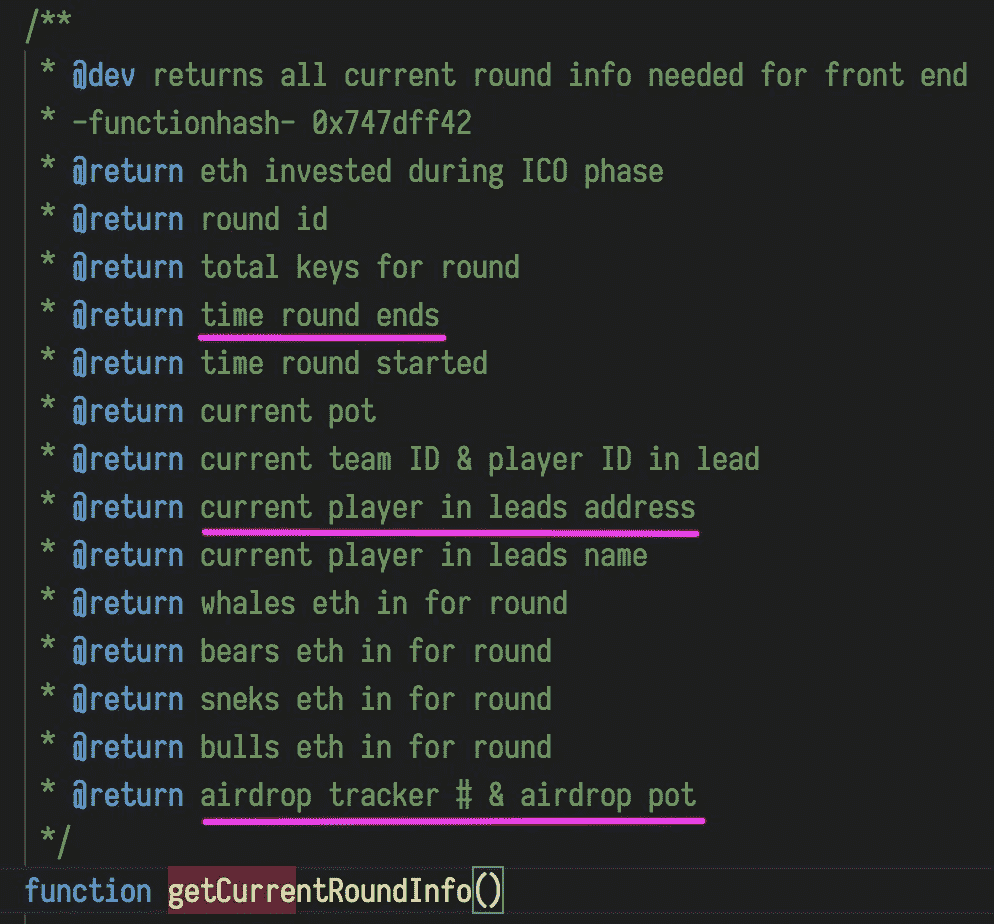 /**
* @dev returns all current round info needed for front end
* -functionhash- 0x747dff42
* @return eth invested during ICO phase
* @return round id
* @return total keys for round
* @return time round ends
* @return time round started
* @return current pot
* @return current team ID & player ID in lead
* @return current player in leads address
* @return current player in leads name
* @return whales eth in for round
* @return bears eth in for round
* @return sneks eth in for round
* @return bulls eth in for round
* @return airdrop tracker # & airdrop pot
*/
function getCurrentRoundInfo()